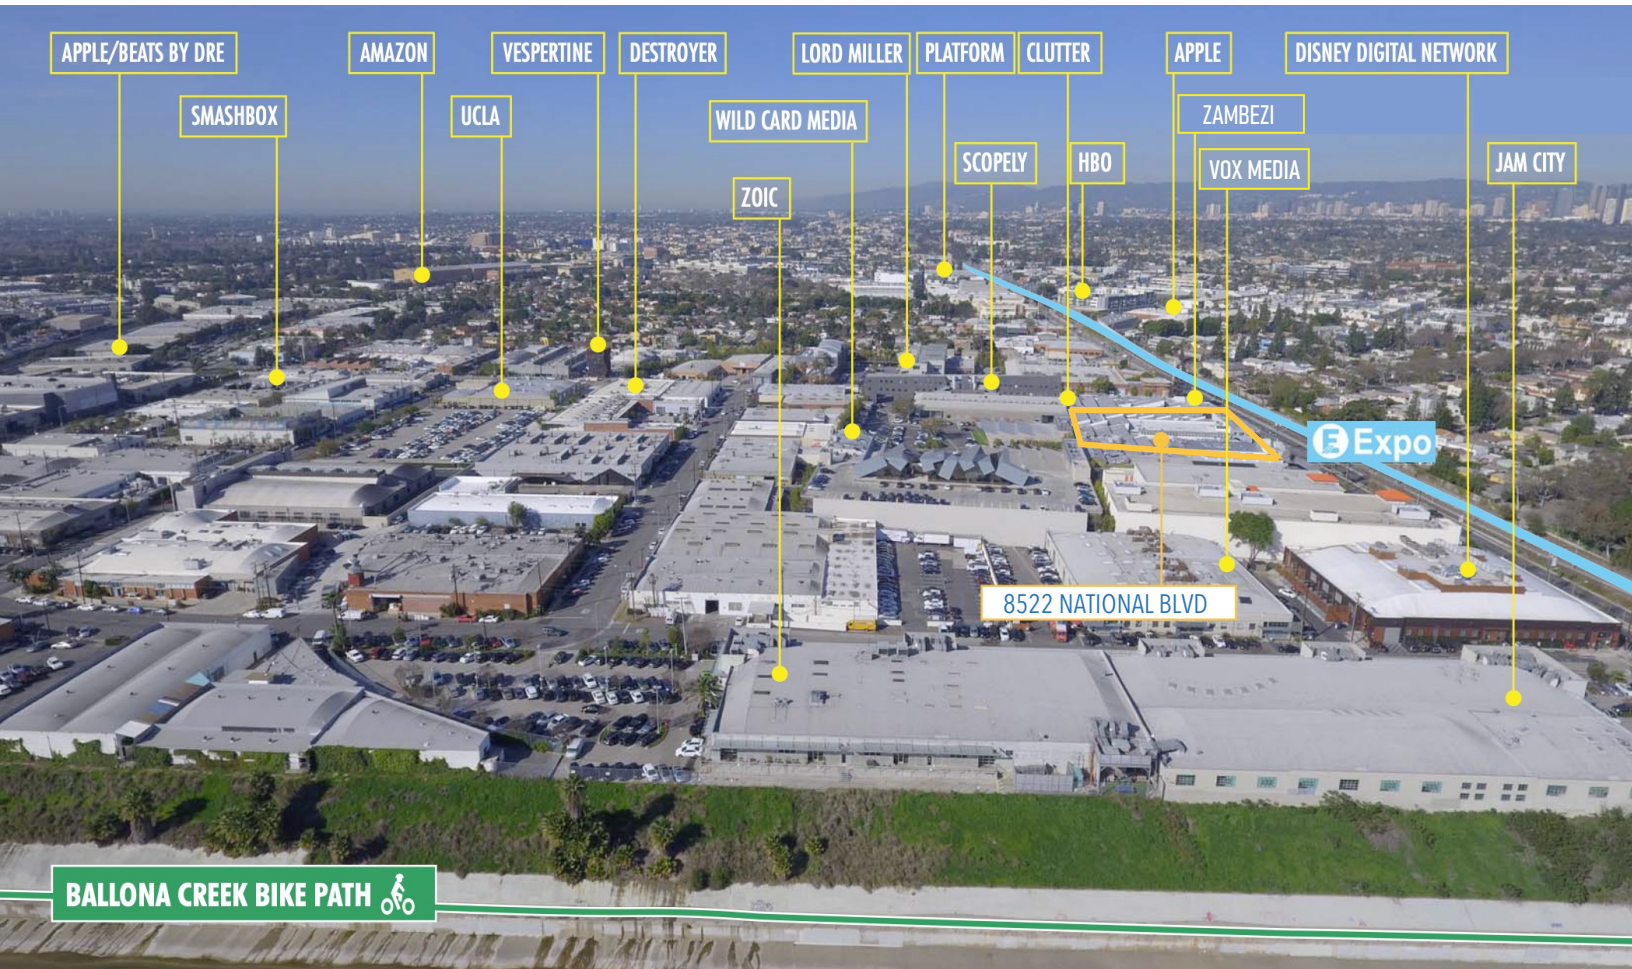 APPLE/BEATS BY DRE
AMAZON
VESPERTINE
DESTROYER
LORD MILLER
PLATFORM
CLUTTER
APPLE
DISNEY DIGITAL NETWORK
SMASHBOX
UCLA
WILD CARD MEDIA
ZAMBEZI
ZOIC
SCOPELY
HBO
VOX MEDIA
JAM CITY
E Expo
8522 NATIONAL BLVD
BALLONA CREEK BIKE PATH